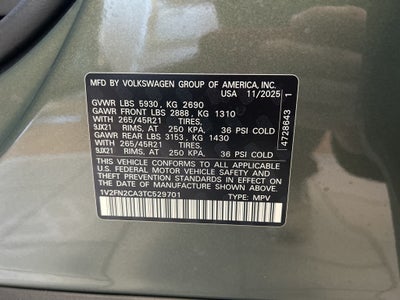 MFD BY VOLKSWAGEN GROUP OF AMERICA, INC.
USA 11/2025
GVWR LBS 5930, KG 2690
GAWR FRONT LBS 2888, KG 1310
WITH 265/45R21 TIRES,
9JX21 RIMS, AT 250 KPA, 36 PSI COLD
GAWR REAR LBS 3153, KG 1430
WITH 265/45R21 TIRES,
9JX21 RIMS, AT 250 KPA, 36 PSI COLD
THIS VEHICLE CONFORMS TO ALL APPLICABLE
U.S. FEDERAL MOTOR VEHICLE SAFETY AND
THEFT PREVENTION STANDARDS IN EFFECT ON
THE DATE OF MANUFACTURE SHOWN ABOVE.
1V2FN2CA3TC529701 TYPE: MPV
4728643 1